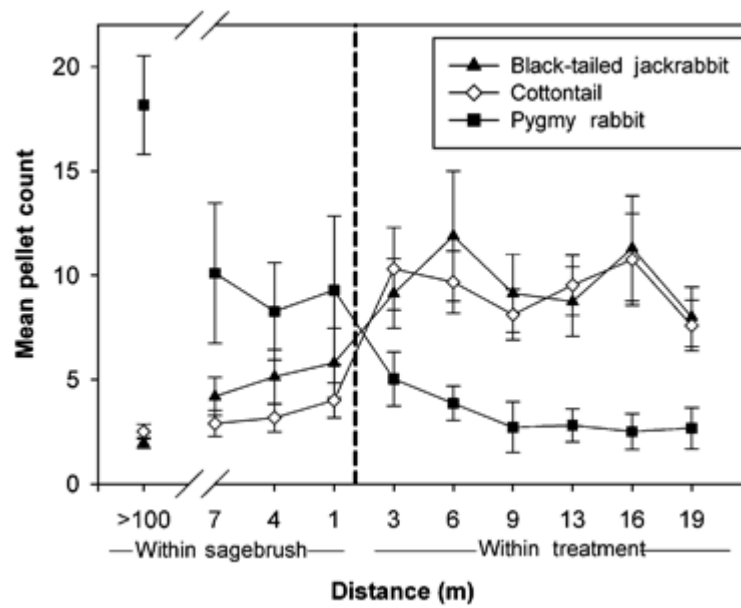 Mean pellet count
20
15
10
5
0
Black-tailed jackrabbit
Cottontail
Pygmy rabbit
>100 7 4 1 3 6 9 13 16 19
Within sagebrush Within treatment
Distance (m)